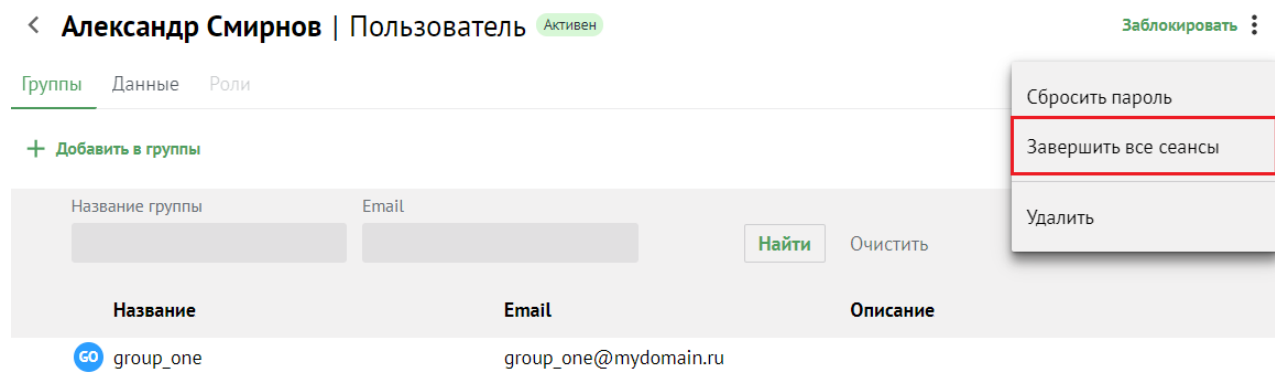 Александр Смирнов | Пользователь Активен
Заблокировать
Группы Данные Роли
Сбросить пароль
Завершить все сеансы
Удалить
Добавить в группы
Название группы Email
Найти Очистить
Название Email Описание
GO group_one group_one@mydomain.ru